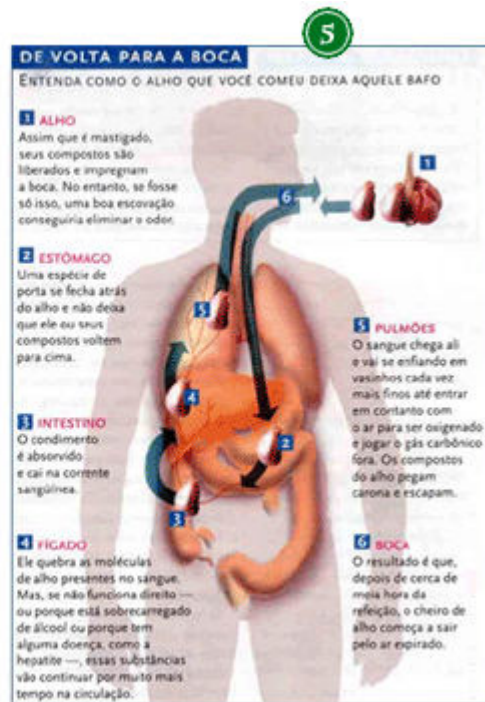 5
DE VOLTA PARA A BOCA
ENTENDA COMO O ALHO QUE VOCÊ COMEU DEIXA AQUELE BAFO
1 ALHO
Assim que é mastigado,
seus compostos são
liberados e impregnam
a boca. No entanto, se fosse
só isso, uma boa escovação
conseguiria eliminar o odor.
2 ESTÔMAGO
Uma espécie de
porta se fecha atrás
do alho e não deixa
que ele ou seus
compostos voltem
para cima.
3 INTESTINO
O condimento
é absorvido
e cai na corrente
sangüínea.
4 FÍGADO
Ele quebra as moléculas
de alho presentes no sangue.
Mas, se não funciona direito —
ou porque está sobrecarregado
de álcool ou porque tem
alguma doença, como a
hepatite —, essas substâncias
vão continuar por muito mais
tempo na circulação.
1
6
5
4
2
3
5 PULMÕES
O sangue chega ali
e vai se enfiando em
vasinhos cada vez
mais finos até entrar
em contanto com
o ar para ser oxigenado
e jogar o gás carbônico
fora. Os compostos
do alho pegam
carona e escapam.
6 BOCA
O resultado é que,
depois de cerca de
meia hora da
refeição, o cheiro de
alho começa a sair
pelo ar expirado.